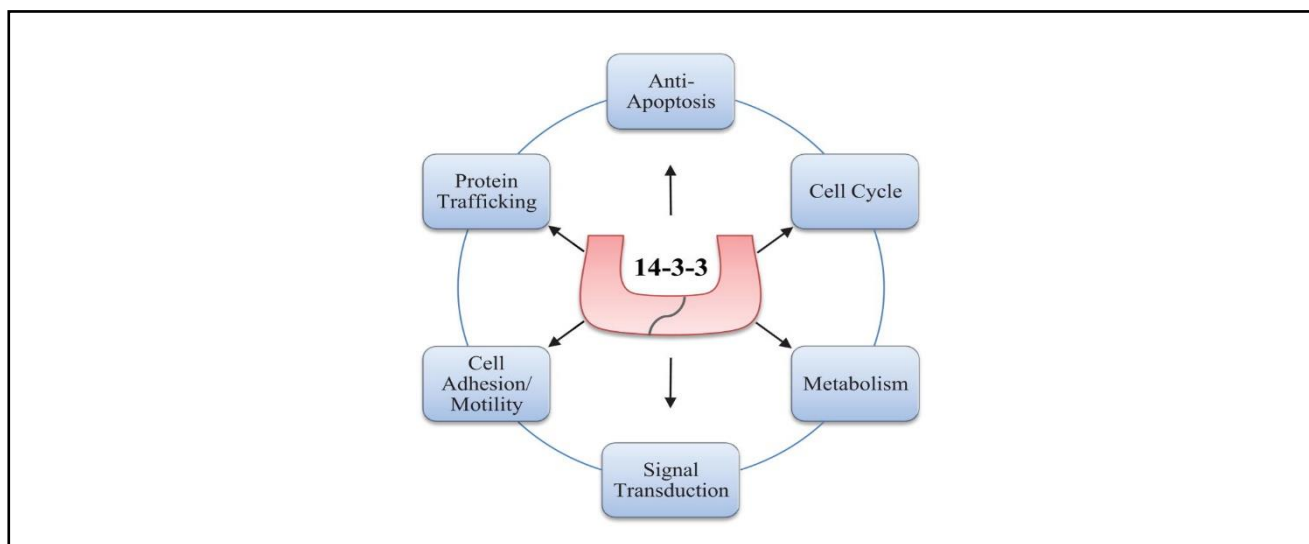 Anti-
Apoptosis
Protein
Trafficking
Cell Cycle
14-3-3
Cell
Adhesion/
Motility
Metabolism
Signal
Transduction